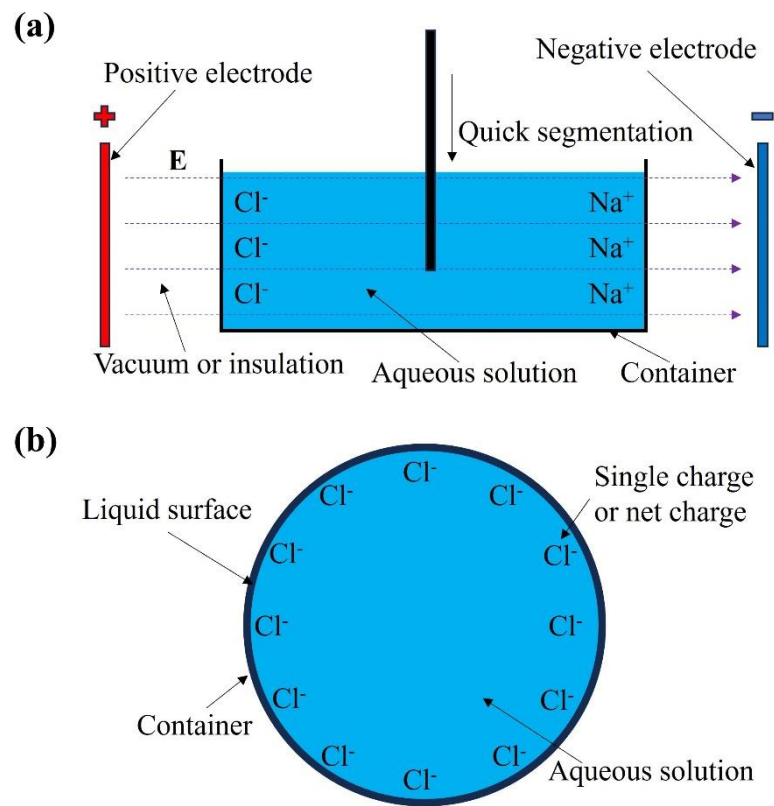 (a)
Positive electrode
Negative electrode
+
-
Quick segmentation
E
Cl⁻ Na⁺
Cl⁻ Na⁺
Cl⁻ Na⁺
Vacuum or insulation
Aqueous solution
Container
(b)
Single charge
or net charge
Liquid surface
Cl⁻
Cl⁻ Cl⁻
Cl⁻ Cl⁻
Cl⁻ Cl⁻
Cl⁻ Cl⁻
Cl⁻ Cl⁻
Cl⁻
Container
Aqueous solution